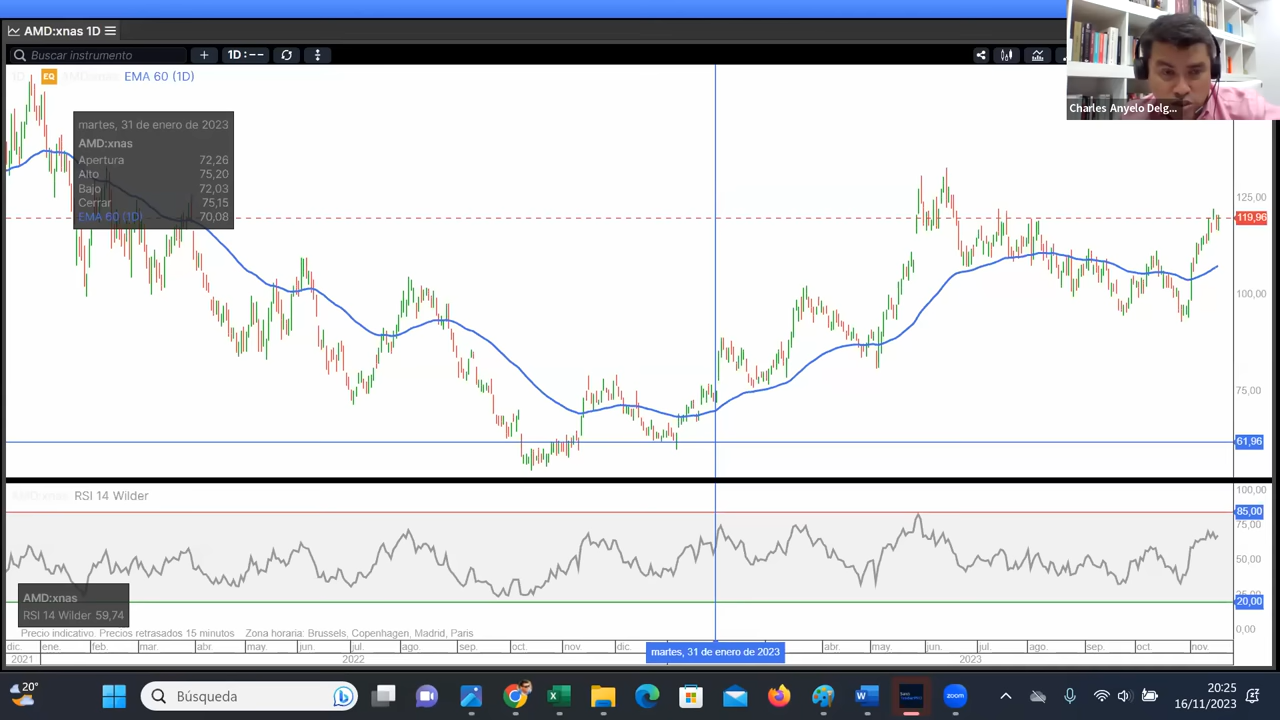 AMD:xnas 1D
Buscar instrumento
1D:--
Charles Anyelo Delg...
1D EQ
EMA 60 (1D)
martes, 31 de enero de 2023
AMD:xnas
Apertura 72,26
Alto 75,20
Bajo 72,03
Cerrar 75,15
EMA 60 (1D) 70,08
125,00
119,96
100,00
75,00
61,96
AMD:xnas RSI 14 Wilder
100,00
85,00
75,00
50,00
25,00
20,00
0,00
AMD:xnas
RSI 14 Wilder 59,74
Precio indicativo. Precios retrasados 15 minutos Zona horaria: Brussels, Copenhagen, Madrid, Paris
dic. ene. feb. mar. abr. may. jun. jul. ago. sep. oct. nov. dic. martes, 31 de enero de 2023 abr. may. jun. jul. ago. sep. oct. nov.
2021 2022 2023
20°
Búsqueda
zoom
20:25
16/11/2023